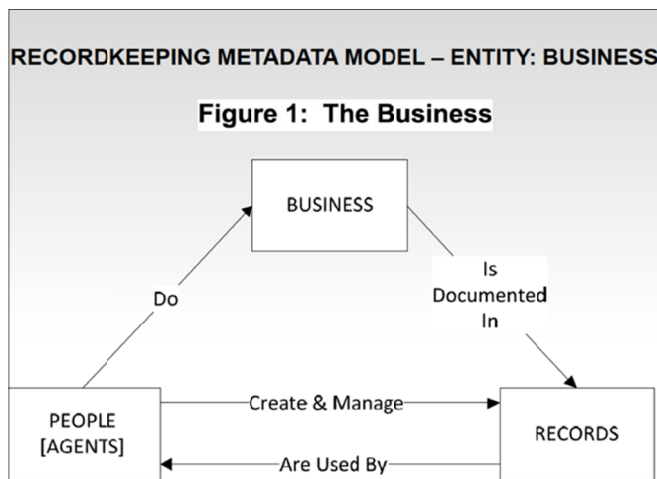 RECORDKEEPING METADATA MODEL – ENTITY: BUSINESS
Figure 1:  The Business
BUSINESS
Do
Is
Documented
In
PEOPLE
[AGENTS]
Create & Manage
RECORDS
Are Used By